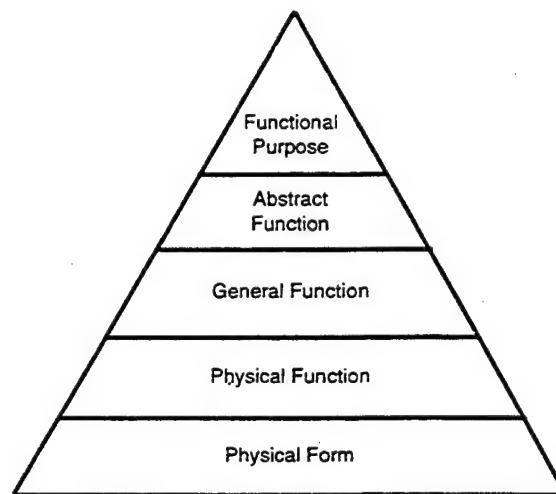 Functional
Purpose
Abstract
Function
General Function
Physical Function
Physical Form